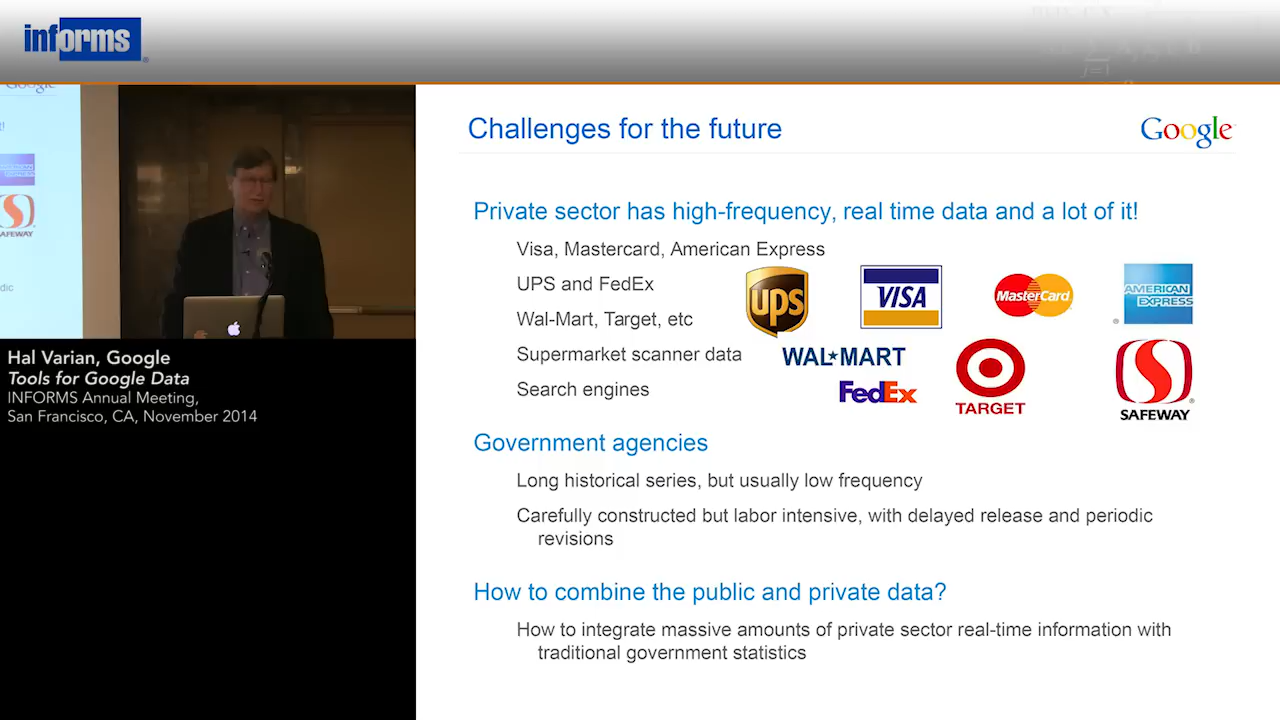 informs
Google
AMERICAN EXPRESS
SAFEWAY
dic
Hal Varian, Google
Tools for Google Data
INFORMS Annual Meeting,
San Francisco, CA, November 2014
Challenges for the future
Google
Private sector has high-frequency, real time data and a lot of it!
Visa, Mastercard, American Express
UPS and FedEx
Wal-Mart, Target, etc
Supermarket scanner data
Search engines
ups
VISA
MasterCard
AMERICAN
EXPRESS
WAL★MART
FedEx
TARGET
SAFEWAY
Government agencies
Long historical series, but usually low frequency
Carefully constructed but labor intensive, with delayed release and periodic
revisions
How to combine the public and private data?
How to integrate massive amounts of private sector real-time information with
traditional government statistics